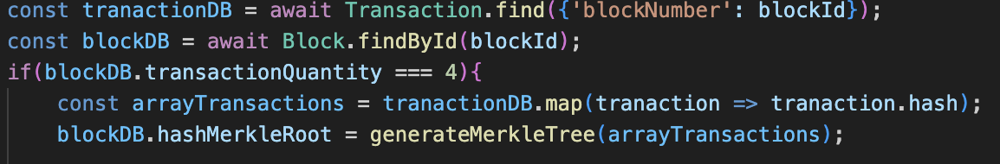 const tranactionDB = await Transaction.find({'blockNumber': blockId});
const blockDB = await Block.findById(blockId);
if(blockDB.transactionQuantity === 4){
    const arrayTransactions = tranactionDB.map(tranaction => tranaction.hash);
    blockDB.hashMerkleRoot = generateMerkleTree(arrayTransactions);